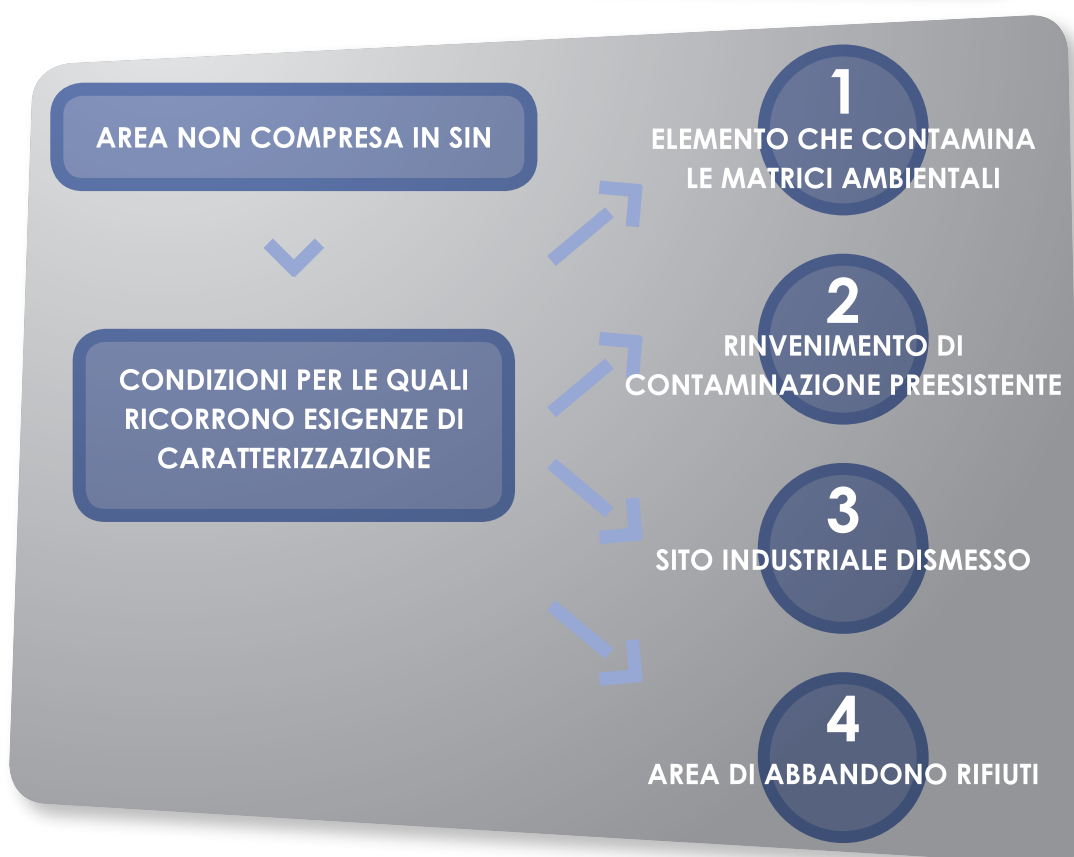 AREA NON COMPRESA IN SIN
CONDIZIONI PER LE QUALI
RICORRONO ESIGENZE DI
CARATTERIZZAZIONE
1
ELEMENTO CHE CONTAMINA
LE MATRICI AMBIENTALI
2
RINVENIMENTO DI
CONTAMINAZIONE PREESISTENTE
3
SITO INDUSTRIALE DISMESSO
4
AREA DI ABBANDONO RIFIUTI